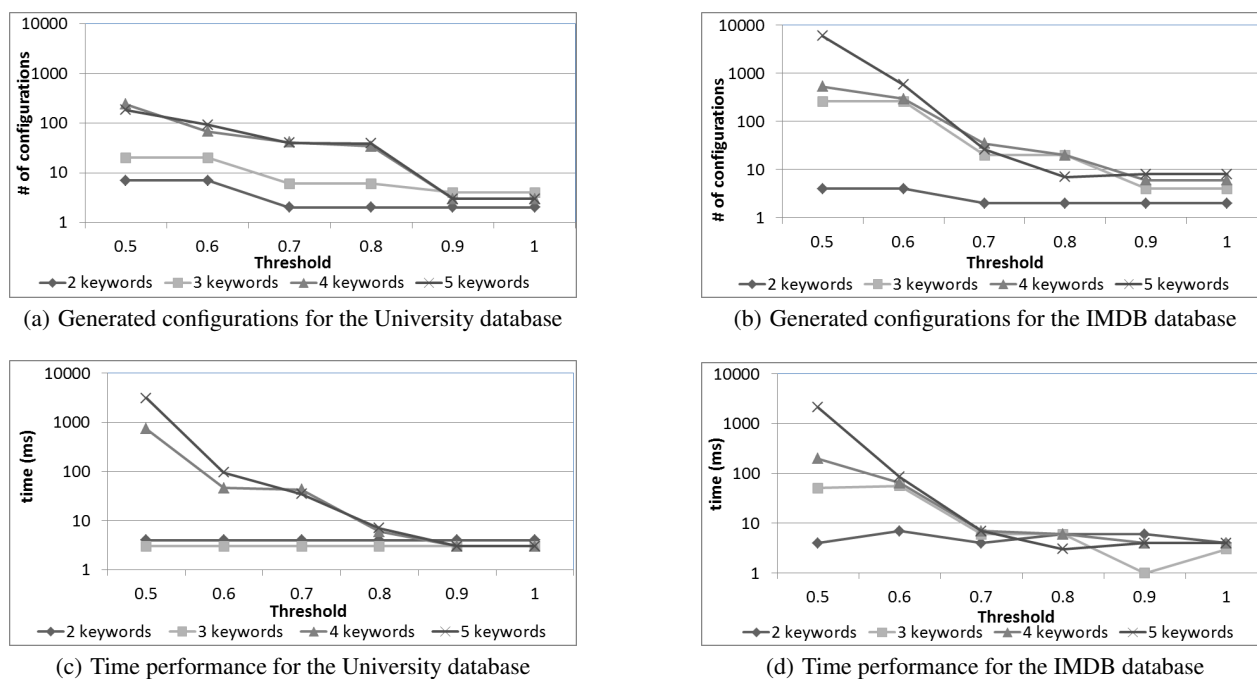 10000
1000
100
10
1
# of configurations
0.5 0.6 0.7 0.8 0.9 1
Threshold
2 keywords 3 keywords 4 keywords 5 keywords
(a) Generated configurations for the University database
10000
1000
100
10
1
# of configurations
0.5 0.6 0.7 0.8 0.9 1
Threshold
2 keywords 3 keywords 4 keywords 5 keywords
(b) Generated configurations for the IMDB database
10000
1000
100
10
1
time (ms)
0.5 0.6 0.7 0.8 0.9 1
Threshold
2 keywords 3 keywords 4 keywords 5 keywords
(c) Time performance for the University database
10000
1000
100
10
1
time (ms)
0.5 0.6 0.7 0.8 0.9 1
Threshold
2 keywords 3 keywords 4 keywords 5 keywords
(d) Time performance for the IMDB database